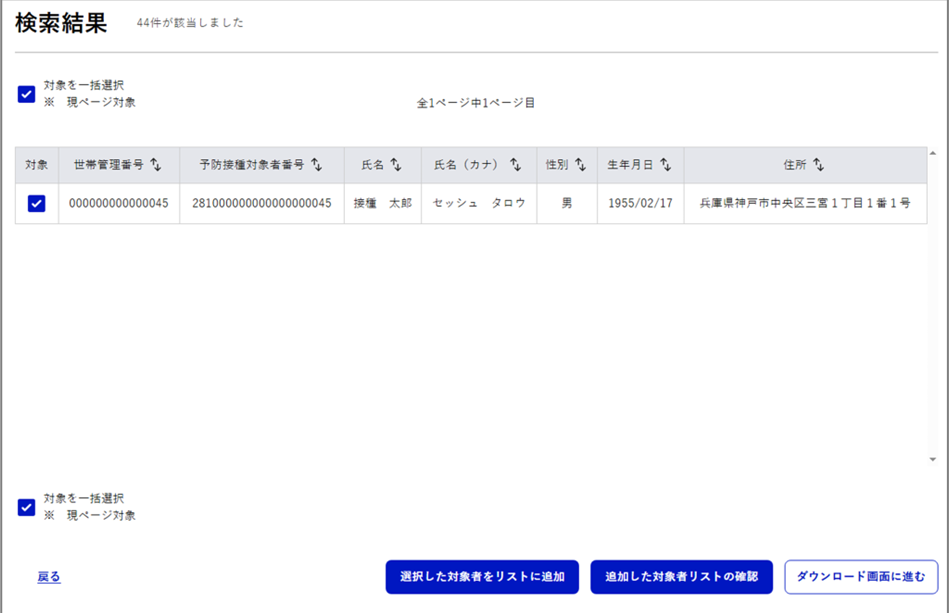 検索結果 44件が該当しました
対象を一括選択
※　現ページ対象
全1ページ中1ページ目
対象 世帯管理番号 予防接種対象者番号 氏名 氏名（カナ） 性別 生年月日 住所
000000000000045 281000000000000000045 接種　太郎 セッシュ　タロウ 男 1955/02/17 兵庫県神戸市中央区三宮１丁目１番１号
対象を一括選択
※　現ページ対象
戻る 選択した対象者をリストに追加 追加した対象者リストの確認 ダウンロード画面に進む